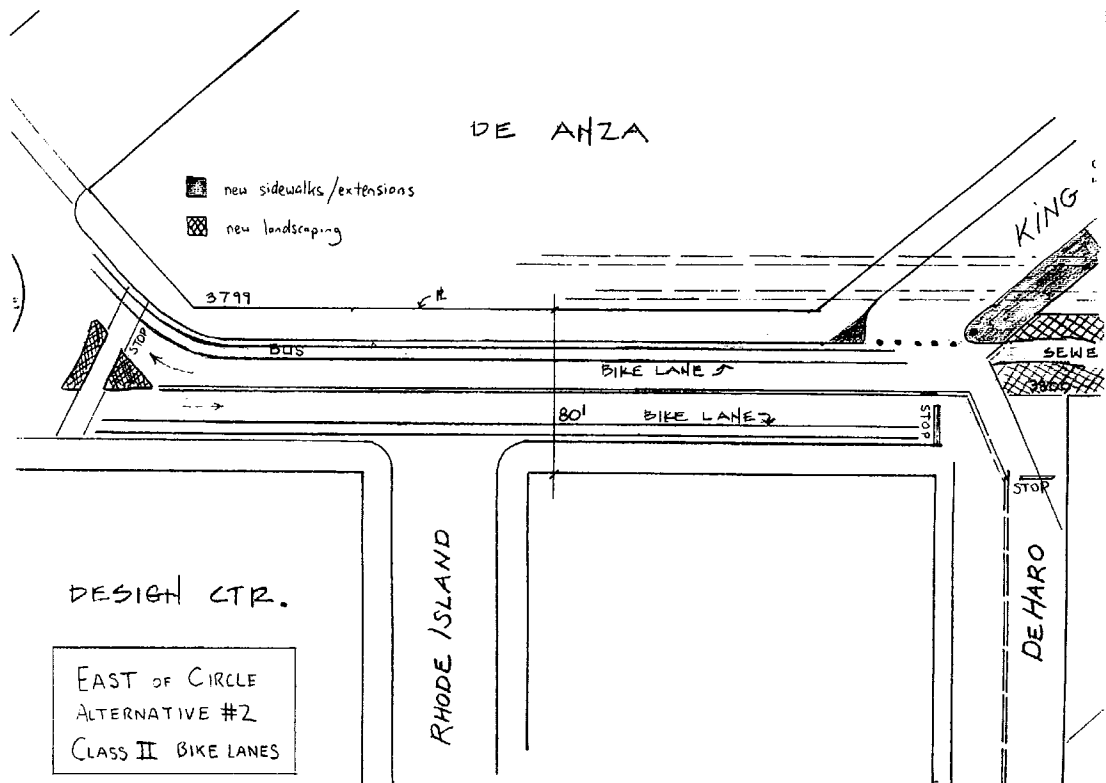 DE ANZA
new sidewalks/extensions
new landscaping
KING
3799
STOP
BUS
BIKE LANE
SEWE
3800
80'
BIKE LANE
STOP
STOP
DESIGN CTR.
RHODE ISLAND
DE HARO
EAST OF CIRCLE
ALTERNATIVE #2
CLASS II BIKE LANES